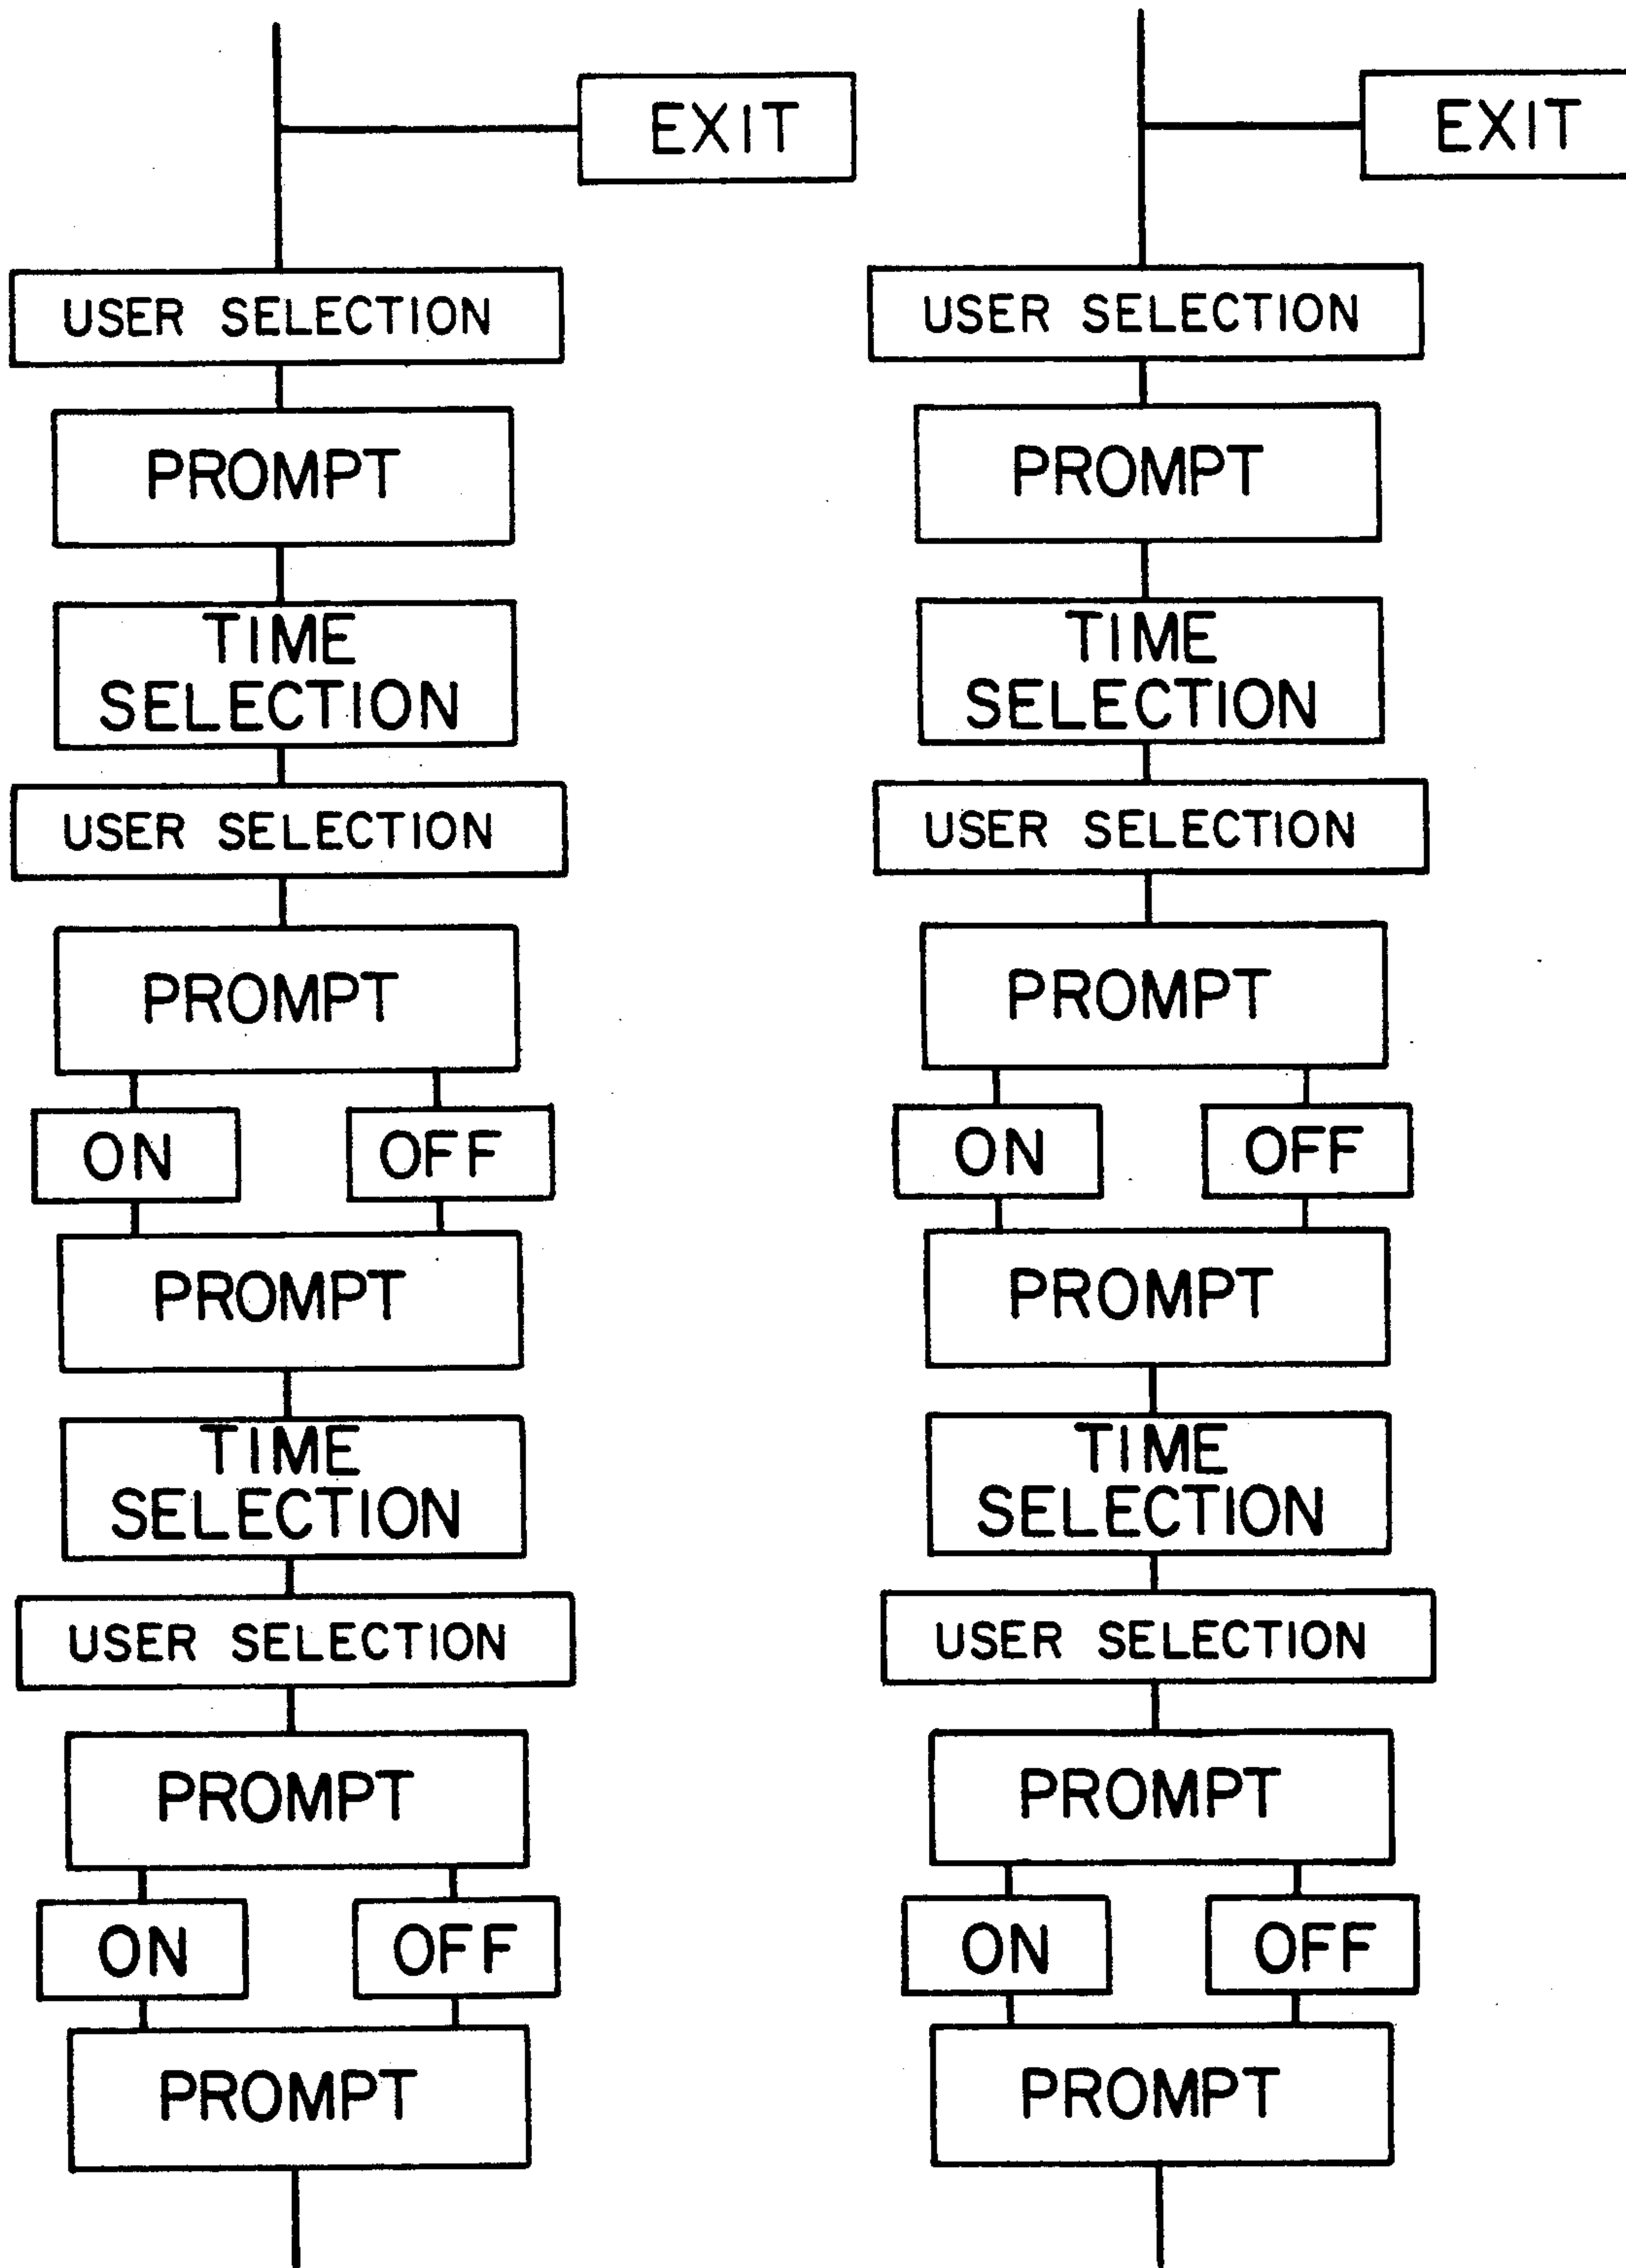 EXIT
USER SELECTION
PROMPT
TIME
SELECTION
USER SELECTION
PROMPT
ON
OFF
PROMPT
TIME
SELECTION
USER SELECTION
PROMPT
ON
OFF
PROMPT
EXIT
USER SELECTION
PROMPT
TIME
SELECTION
USER SELECTION
PROMPT
ON
OFF
PROMPT
TIME
SELECTION
USER SELECTION
PROMPT
ON
OFF
PROMPT